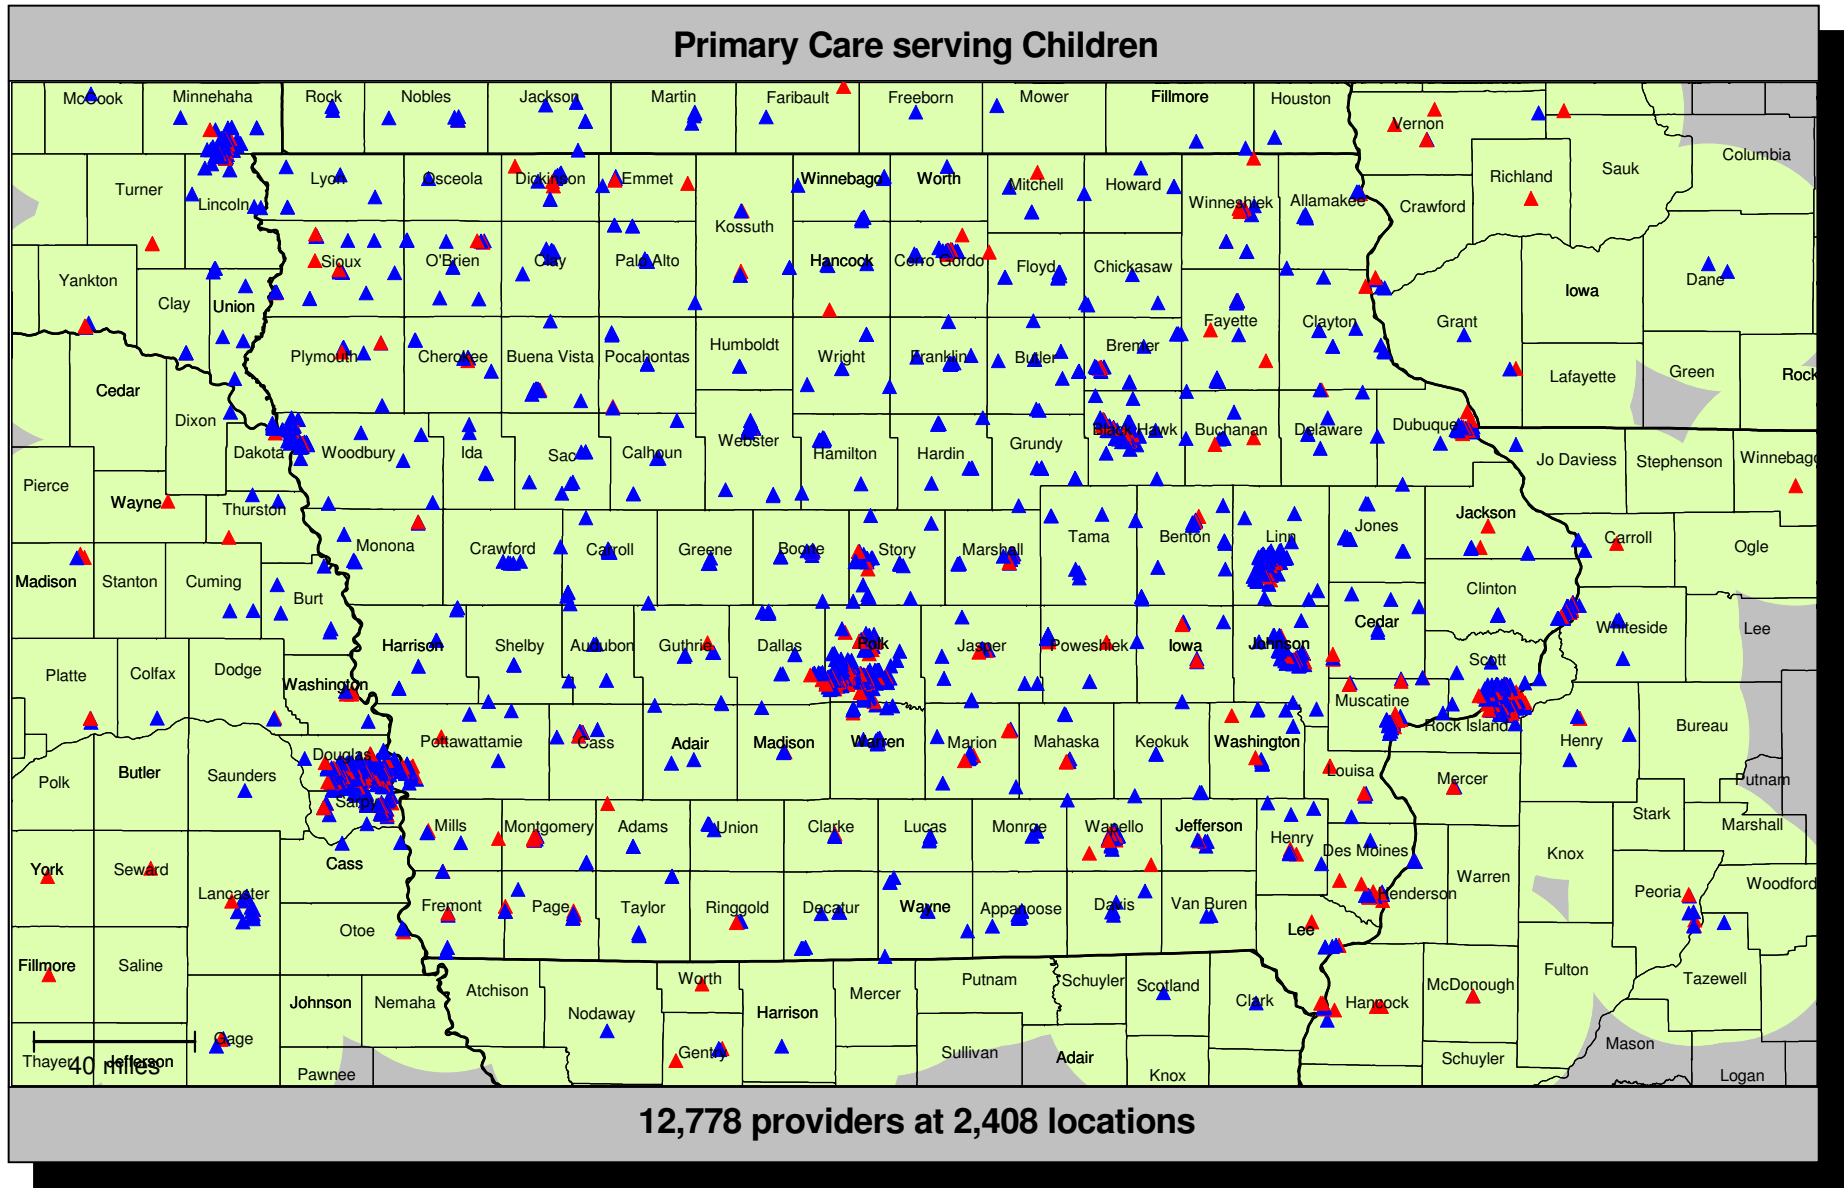 Primary Care serving Children
McCook Minnehaha Rock Nobles Jackson Martin Faribault Freeborn Mower Fillmore Houston
Vernon Columbia
Richland Sauk
Turner Lyon Osceola Dickinson Emmet Winnebago Worth Mitchell Howard
Lincoln Winneshiek Allamakee Crawford
Kossuth
Yankton Sioux O'Brien Clay Palo Alto Hancock Cerro Gordo Floyd Chickasaw Dane
Clay Union Iowa
Fayette Clayton Grant
Plymouth Cherokee Buena Vista Pocahontas Humboldt Wright Franklin Butler Bremer
Cedar Lafayette Green Rock
Dixon Webster Black Hawk Buchanan Delaware Dubuque
Dakota Woodbury Ida Sac Calhoun Hamilton Hardin Grundy Jo Daviess Stephenson Winnebago
Pierce
Wayne Thurston Jackson
Monona Crawford Carroll Greene Boone Story Marshall Tama Benton Linn Jones Carroll Ogle
Madison Stanton Cuming Burt Clinton
Harrison Shelby Audubon Guthrie Dallas Polk Jasper Poweshiek Iowa Johnson Cedar Whiteside Lee
Platte Colfax Dodge Washington Scott
Muscatine Rock Island Bureau
Pottawattamie Cass Adair Madison Warren Marion Mahaska Keokuk Washington Henry
Polk Butler Saunders Douglas Louisa Mercer Putnam
Sarpy
Mills Montgomery Adams Union Clarke Lucas Monroe Wapello Jefferson Henry Stark Marshall
Des Moines Knox
York Seward Cass Warren Woodford
Lancaster Henderson Peoria
Fremont Page Taylor Ringgold Decatur Wayne Appanoose Davis Van Buren
Otoe Lee
Fillmore Saline Fulton Tazewell
Worth Putnam Schuyler Scotland McDonough
Johnson Nemaha Atchison Mercer Clark Hancock
Nodaway Harrison
Gage Gentry Sullivan Adair Schuyler Mason
Thayer Jefferson
40 miles
Pawnee Knox Logan
12,778 providers at 2,408 locations